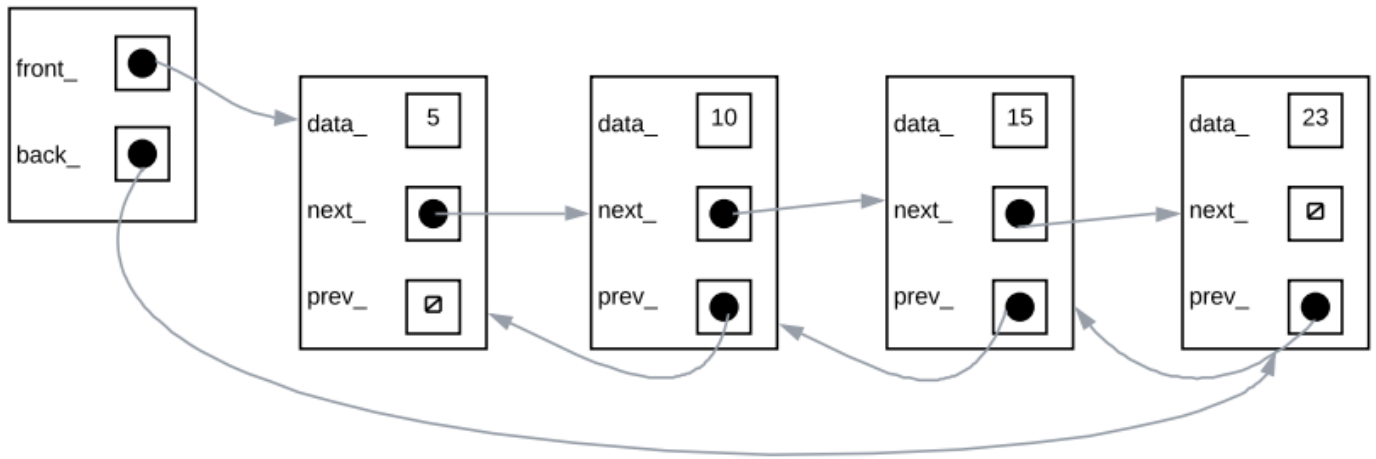 front_
back_
data_ 5
next_
prev_
data_ 10
next_
prev_
data_ 15
next_
prev_
data_ 23
next_
prev_